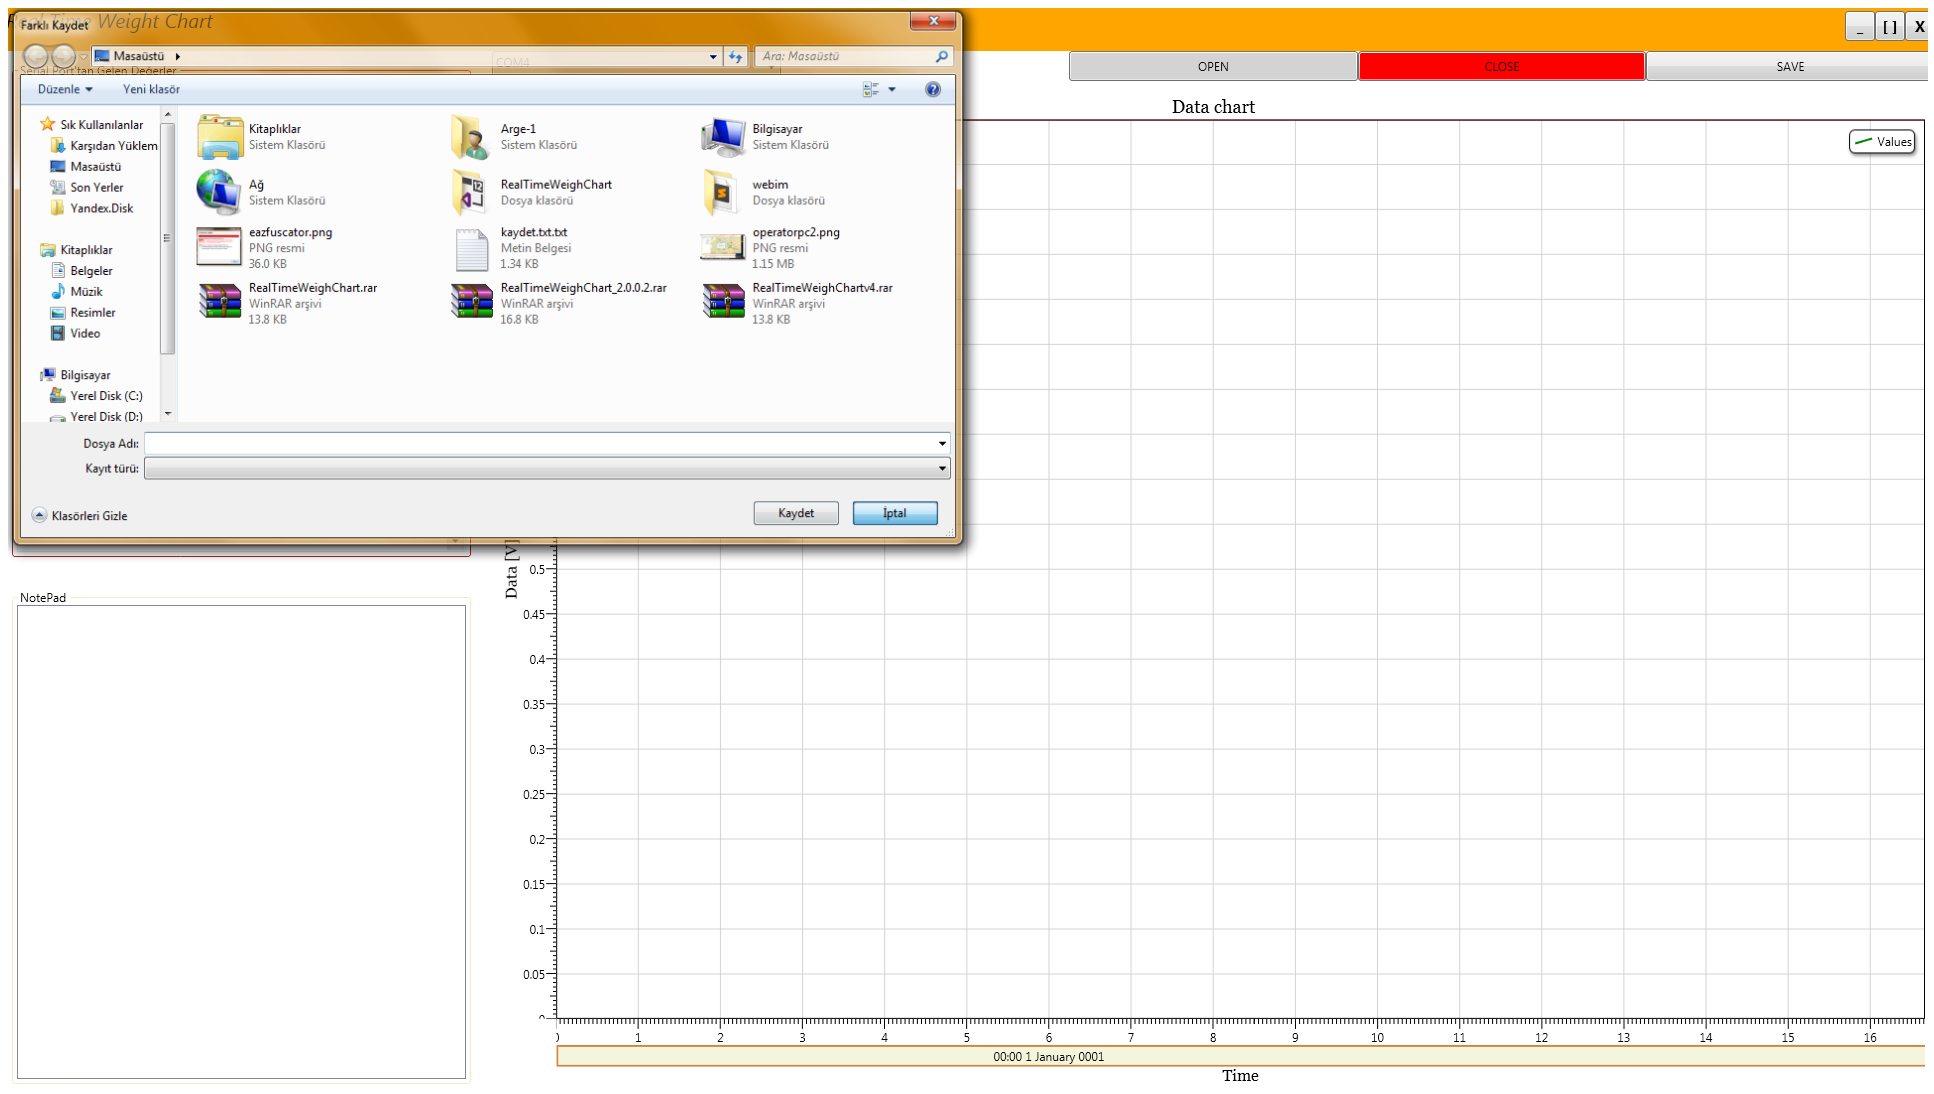 Real Time Weight Chart
Farklı Kaydet
_ [ ] X
Masaüstü
Ara: Masaüstü
COM4
Serial Port'tan Gelen Değerler
OPEN CLOSE SAVE
Düzenle Yeni klasör
Sık Kullanılanlar
Karşıdan Yüklem
Masaüstü
Son Yerler
Yandex.Disk
Kitaplıklar
Belgeler
Müzik
Resimler
Video
Bilgisayar
Yerel Disk (C:)
Yerel Disk (D:)
Kitaplıklar
Sistem Klasörü
Arge-1
Sistem Klasörü
Bilgisayar
Sistem Klasörü
Ağ
Sistem Klasörü
RealTimeWeighChart
Dosya klasörü
webim
Dosya klasörü
eazfuscator.png
PNG resmi
36.0 KB
kaydet.txt.txt
Metin Belgesi
1.34 KB
operatorpc2.png
PNG resmi
1.15 MB
RealTimeWeighChart.rar
WinRAR arşivi
13.8 KB
RealTimeWeighChart_2.0.0.2.rar
WinRAR arşivi
16.8 KB
RealTimeWeighChartv4.rar
WinRAR arşivi
13.8 KB
Dosya Adı:
Kayıt türü:
Klasörleri Gizle
Kaydet
İptal
NotePad
Data chart
Values
Data [V]
0.5
0.45
0.4
0.35
0.3
0.25
0.2
0.15
0.1
0.05
1 2 3 4 5 6 7 8 9 10 11 12 13 14 15 16
00:00 1 January 0001
Time